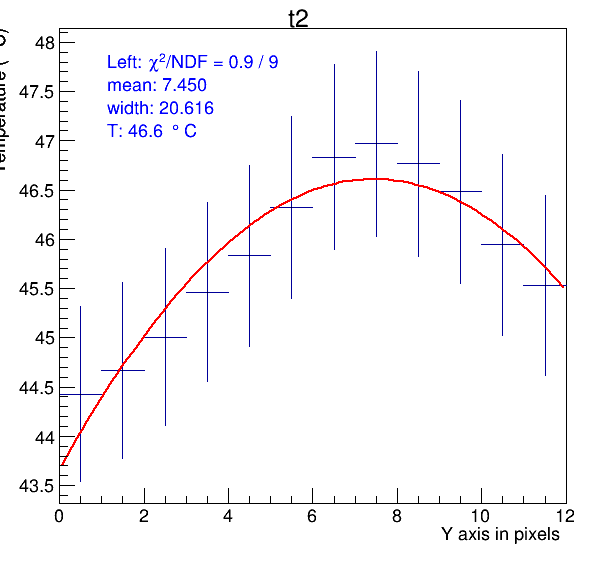 t2
Temperature (°C)
Left: χ²/NDF = 0.9 / 9
mean: 7.450
width: 20.616
T: 46.6 °C
48
47.5
47
46.5
46
45.5
45
44.5
44
43.5
0 2 4 6 8 10 12
Y axis in pixels